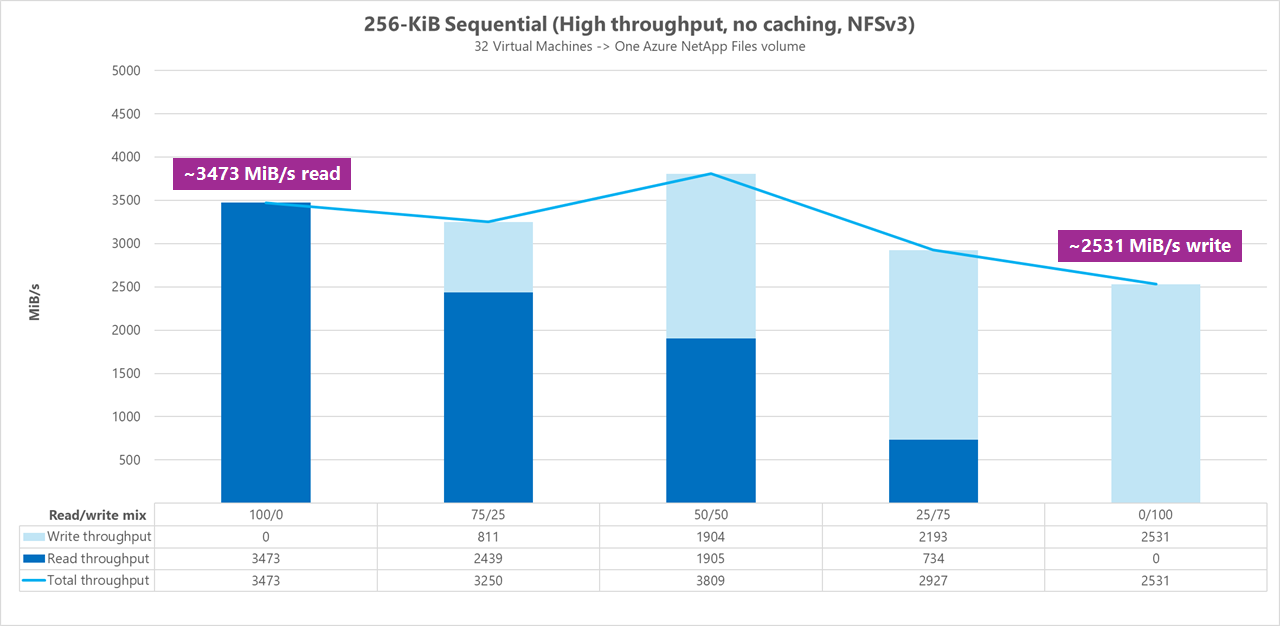 256-KiB Sequential (High throughput, no caching, NFSv3)
32 Virtual Machines -> One Azure NetApp Files volume
5000
4500
4000
3500
3000
2500
2000
1500
1000
500
MiB/s
~3473 MiB/s read
~2531 MiB/s write
Read/write mix 100/0 75/25 50/50 25/75 0/100
Write throughput 0 811 1904 2193 2531
Read throughput 3473 2439 1905 734 0
Total throughput 3473 3250 3809 2927 2531